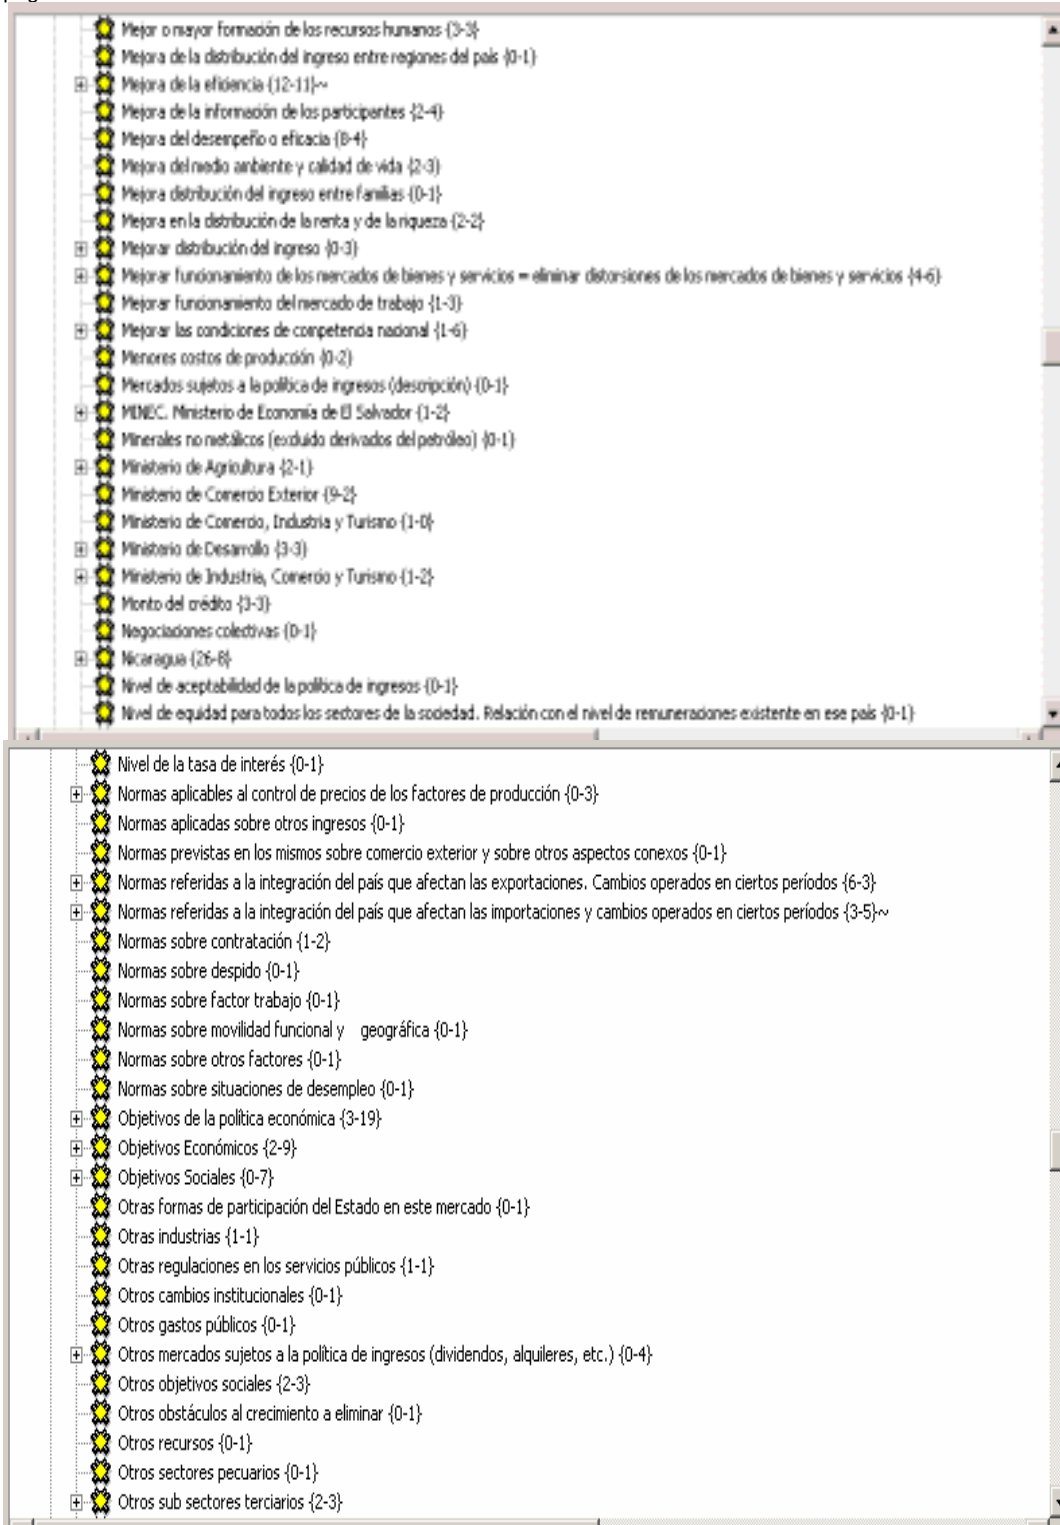 Mejor o mayor formación de los recursos humanos {3-3}
Mejora de la distribución del ingreso entre regiones del país {0-1}
Mejora de la eficiencia {12-11}~
Mejora de la información de los participantes {2-4}
Mejora del desempeño o eficacia {8-4}
Mejora del medio ambiente y calidad de vida {2-3}
Mejora distribución del ingreso entre familias {0-1}
Mejora en la distribución de la renta y de la riqueza {2-2}
Mejorar distribución del ingreso {0-3}
Mejorar funcionamiento de los mercados de bienes y servicios = eliminar distorsiones de los mercados de bienes y servicios {4-6}
Mejorar funcionamiento del mercado de trabajo {1-3}
Mejorar las condiciones de competencia nacional {1-6}
Menores costos de producción {0-2}
Mercados sujetos a la política de ingresos (descripción) {0-1}
MINEC. Ministerio de Economía de El Salvador {1-2}
Minerales no metálicos (excluido derivados del petróleo) {0-1}
Ministerio de Agricultura {2-1}
Ministerio de Comercio Exterior {9-2}
Ministerio de Comercio, Industria y Turismo {1-0}
Ministerio de Desarrollo {3-3}
Ministerio de Industria, Comercio y Turismo {1-2}
Monto del crédito {3-3}
Negociaciones colectivas {0-1}
Nicaragua {26-8}
Nivel de aceptabilidad de la política de ingresos {0-1}
Nivel de equidad para todos los sectores de la sociedad. Relación con el nivel de remuneraciones existente en ese país {0-1}
Nivel de la tasa de interés {0-1}
Normas aplicables al control de precios de los factores de producción {0-3}
Normas aplicadas sobre otros ingresos {0-1}
Normas previstas en los mismos sobre comercio exterior y sobre otros aspectos conexos {0-1}
Normas referidas a la integración del país que afectan las exportaciones. Cambios operados en ciertos períodos {6-3}
Normas referidas a la integración del país que afectan las importaciones y cambios operados en ciertos períodos {3-5}~
Normas sobre contratación {1-2}
Normas sobre despido {0-1}
Normas sobre factor trabajo {0-1}
Normas sobre movilidad funcional y geográfica {0-1}
Normas sobre otros factores {0-1}
Normas sobre situaciones de desempleo {0-1}
Objetivos de la política económica {3-19}
Objetivos Económicos {2-9}
Objetivos Sociales {0-7}
Otras formas de participación del Estado en este mercado {0-1}
Otras industrias {1-1}
Otras regulaciones en los servicios públicos {1-1}
Otros cambios institucionales {0-1}
Otros gastos públicos {0-1}
Otros mercados sujetos a la política de ingresos (dividendos, alquileres, etc.) {0-4}
Otros objetivos sociales {2-3}
Otros obstáculos al crecimiento a eliminar {0-1}
Otros recursos {0-1}
Otros sectores pecuarios {0-1}
Otros sub sectores terciarios {2-3}